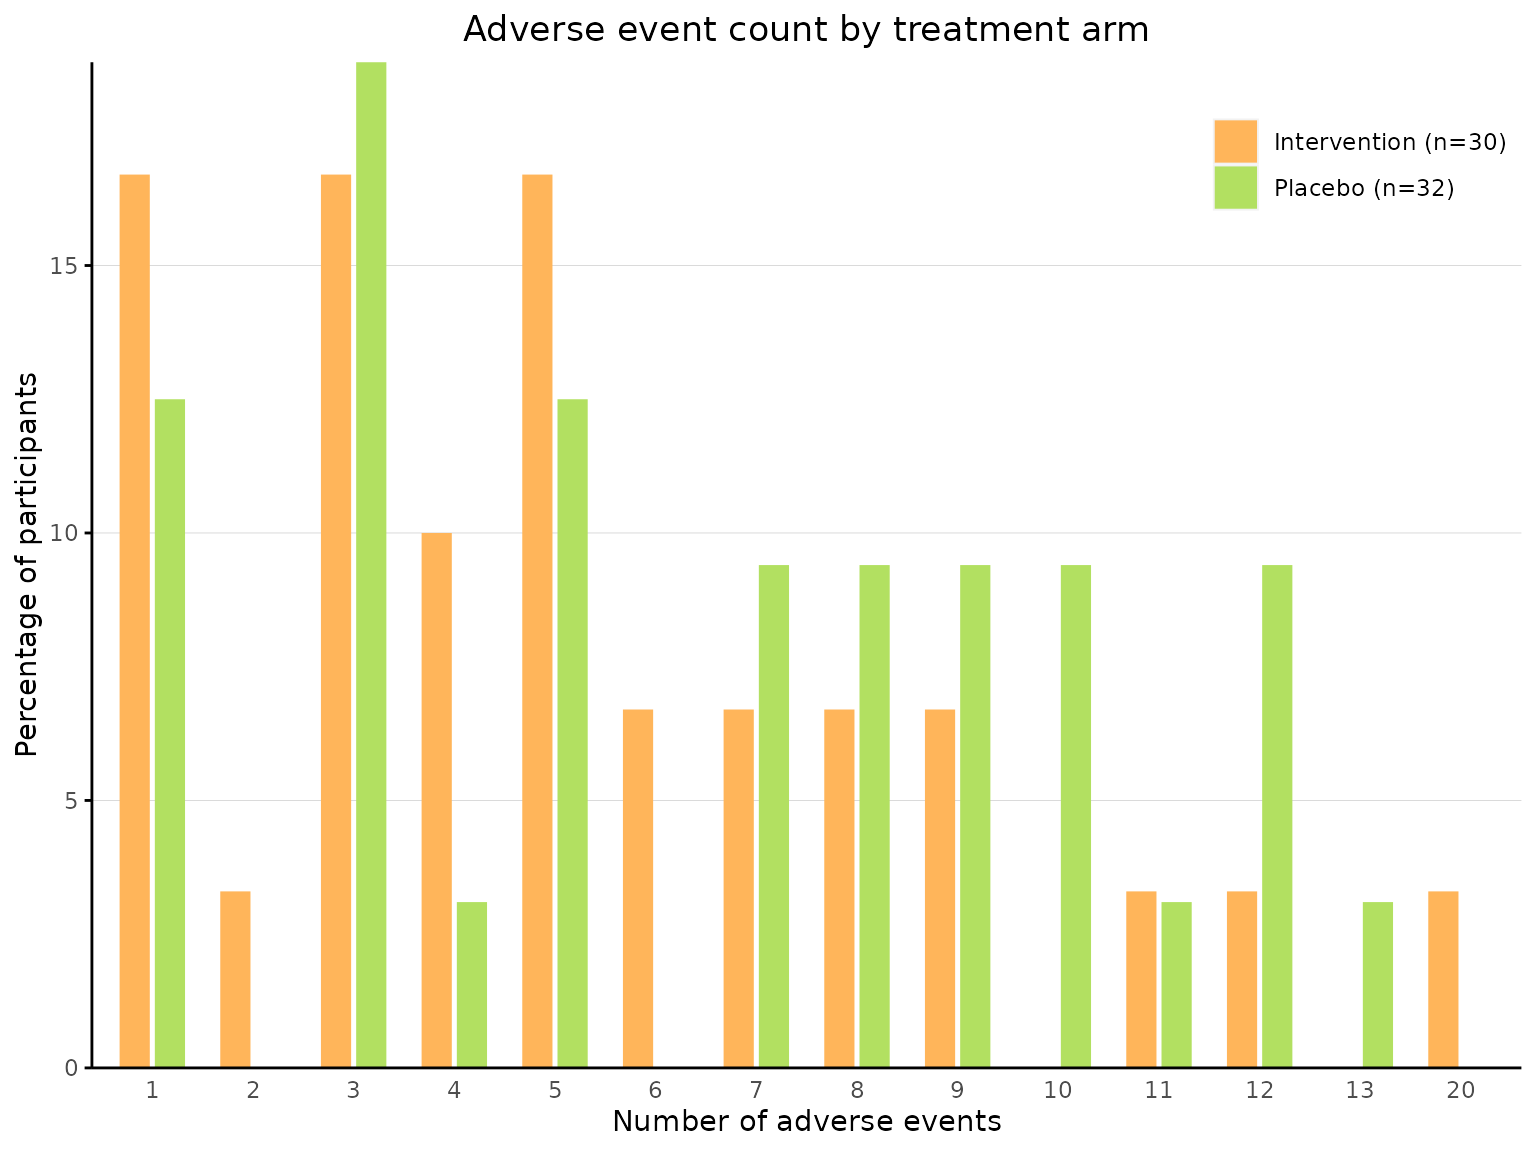 Adverse event count by treatment arm
Intervention (n=30)
Placebo (n=32)
15
10
5
0
Percentage of participants
1 2 3 4 5 6 7 8 9 10 11 12 13 20
Number of adverse events